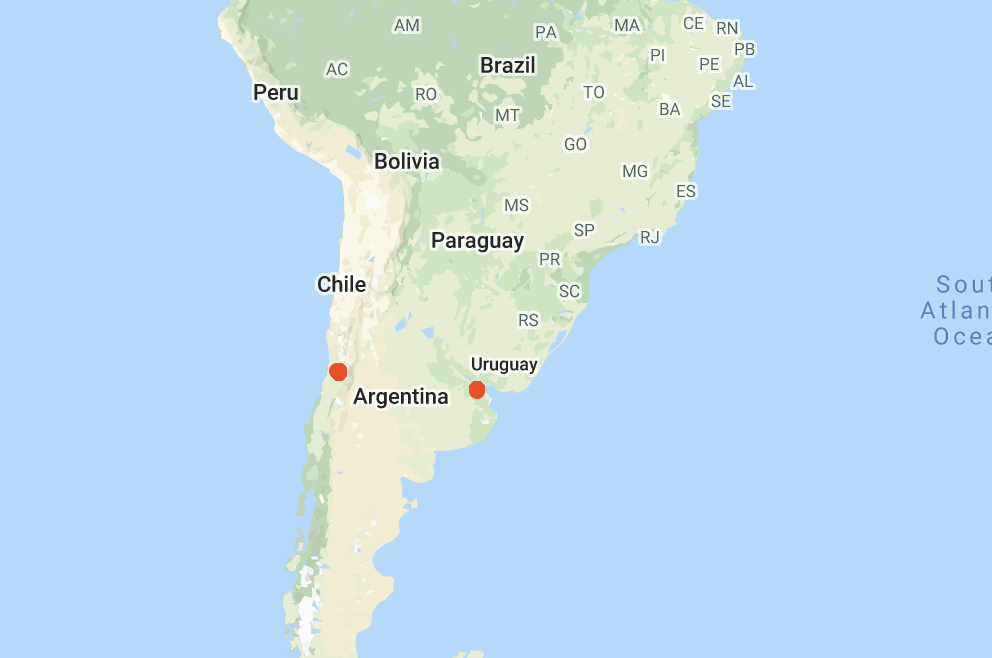 AM
PA
MA
CE
RN
PB
PI
Brazil
PE
AC
AL
Peru
RO
TO
SE
MT
BA
GO
Bolivia
MG
ES
MS
SP
Paraguay
RJ
PR
Chile
SC
Sout
Atlan
Ocea
RS
Uruguay
Argentina